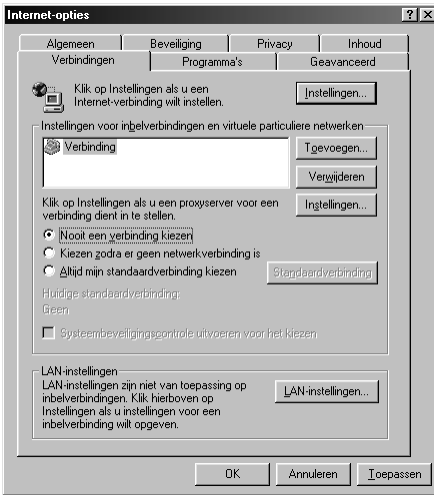 Internet-opties
Algemeen Beveiliging Privacy Inhoud
Verbindingen Programma's Geavanceerd
Klik op Instellingen als u een
Internet-verbinding wilt instellen.
Instellingen...
Instellingen voor inbelverbindingen en virtuele particuliere netwerken
Verbinding
Toevoegen...
Verwijderen
Klik op Instellingen als u een proxyserver voor een
verbinding dient in te stellen.
Instellingen...
Nooit een verbinding kiezen
Kiezen zodra er geen netwerkverbinding is
Altijd mijn standaardverbinding kiezen
Standaardverbinding
Huidige standaardverbinding:
Geen
Systeembeveiligingscontrole uitvoeren voor het kiezen
LAN-instellingen
LAN-instellingen zijn niet van toepassing op
inbelverbindingen. Klik hierboven op
Instellingen als u instellingen voor een
inbelverbinding wilt opgeven.
LAN-instellingen...
OK Annuleren Toepassen